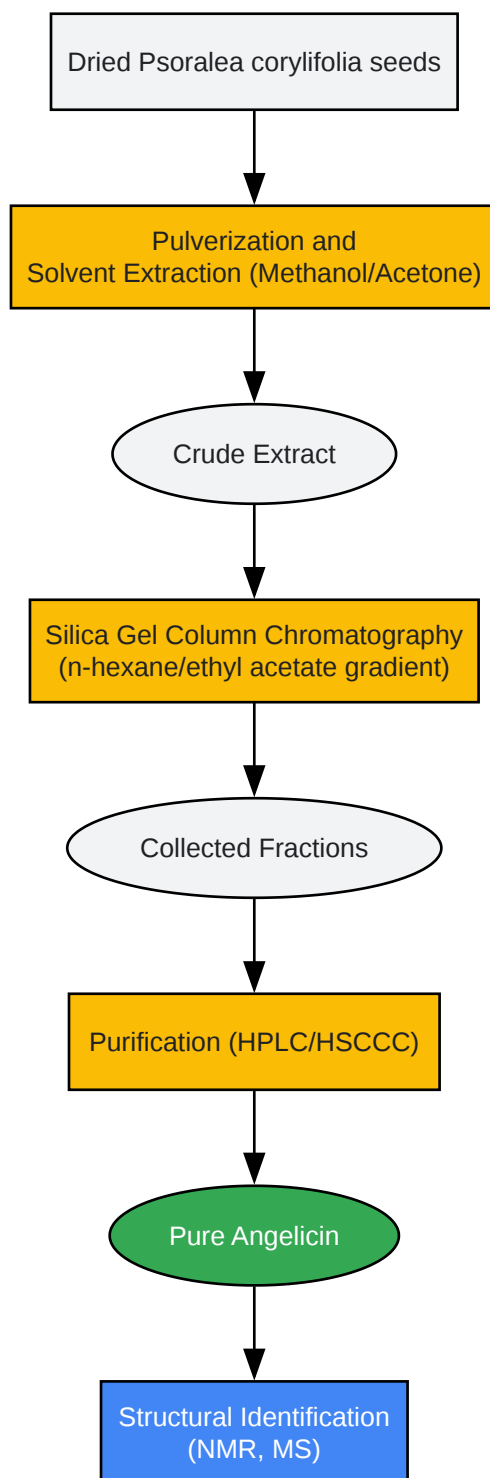 Dried Psoralea corylifolia seeds
Pulverization and
Solvent Extraction (Methanol/Acetone)
Crude Extract
Silica Gel Column Chromatography
(n-hexane/ethyl acetate gradient)
Collected Fractions
Purification (HPLC/HSCCC)
Pure Angelicin
Structural Identification
(NMR, MS)